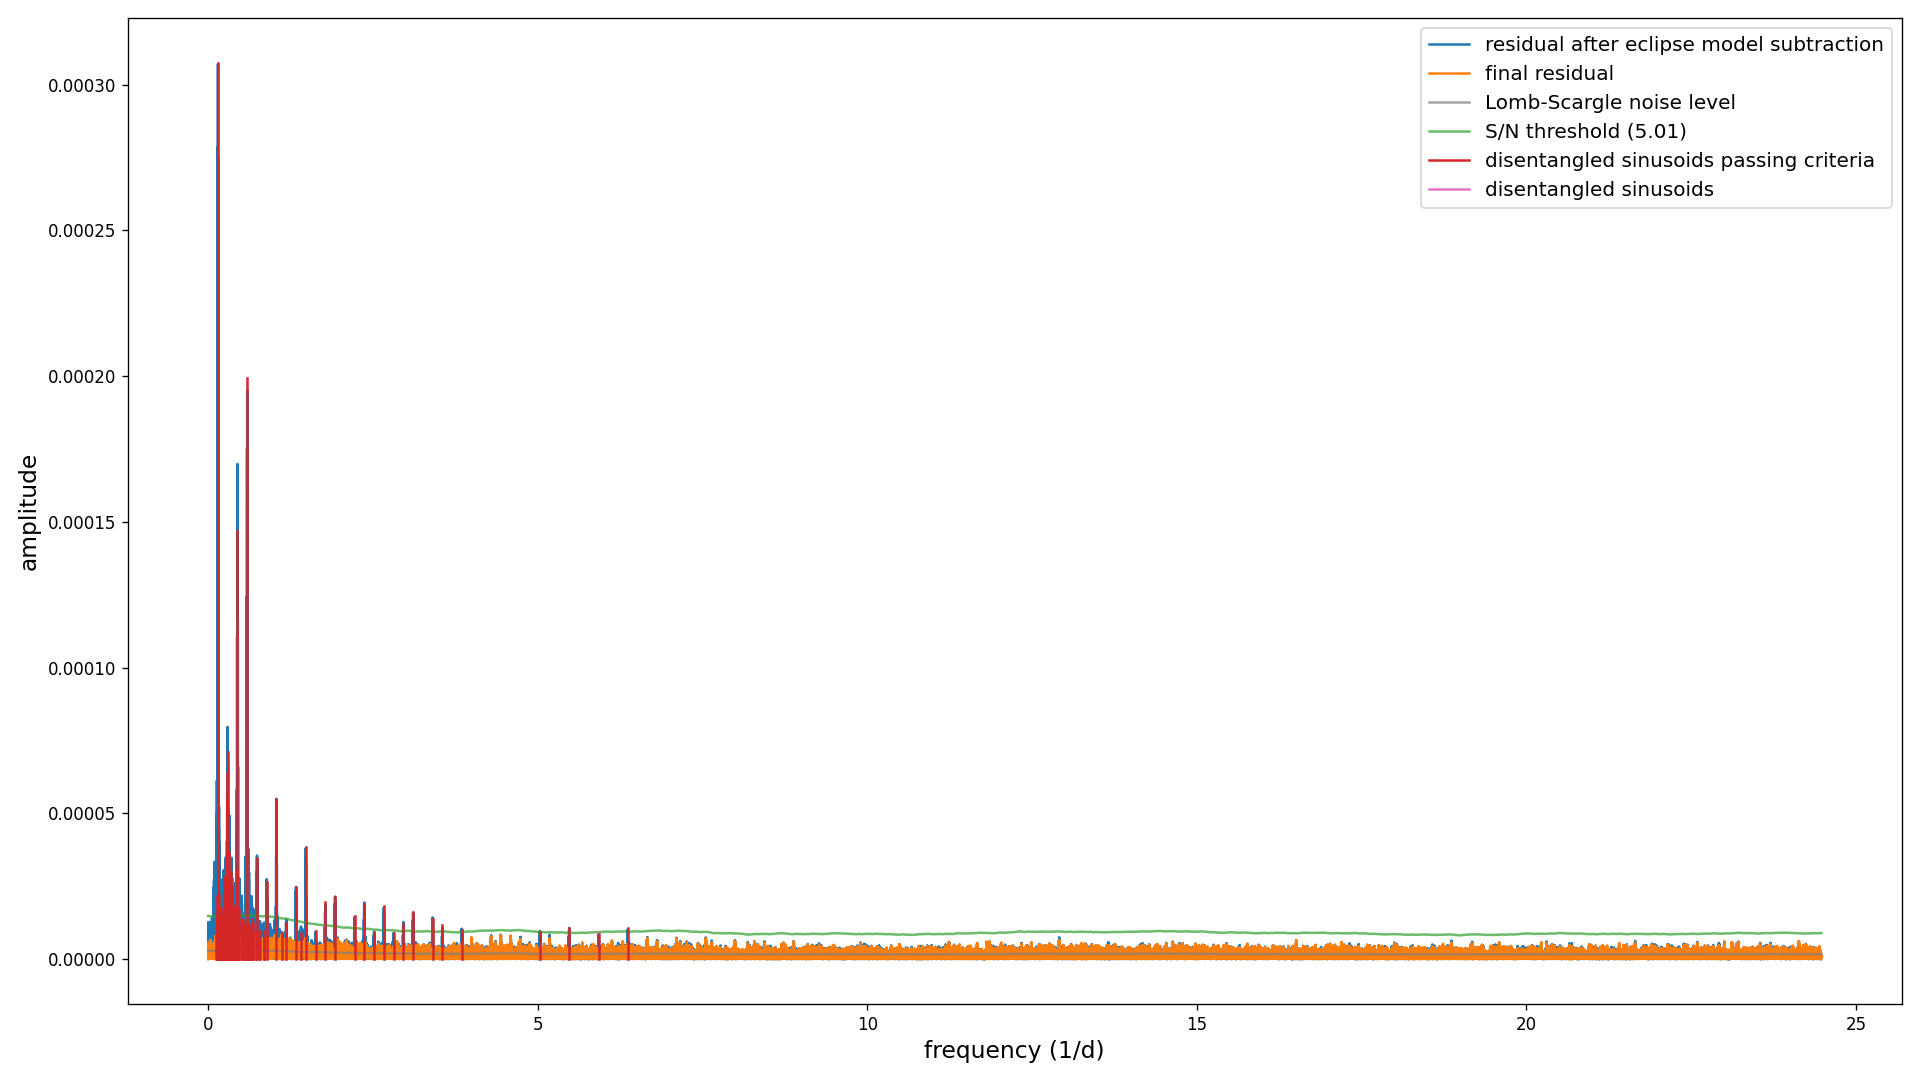 residual after eclipse model subtraction
final residual
Lomb-Scargle noise level
S/N threshold (5.01)
disentangled sinusoids passing criteria
disentangled sinusoids
0.00030
0.00025
0.00020
0.00015
0.00010
0.00005
0.00000
amplitude
0 5 10 15 20 25
frequency (1/d)